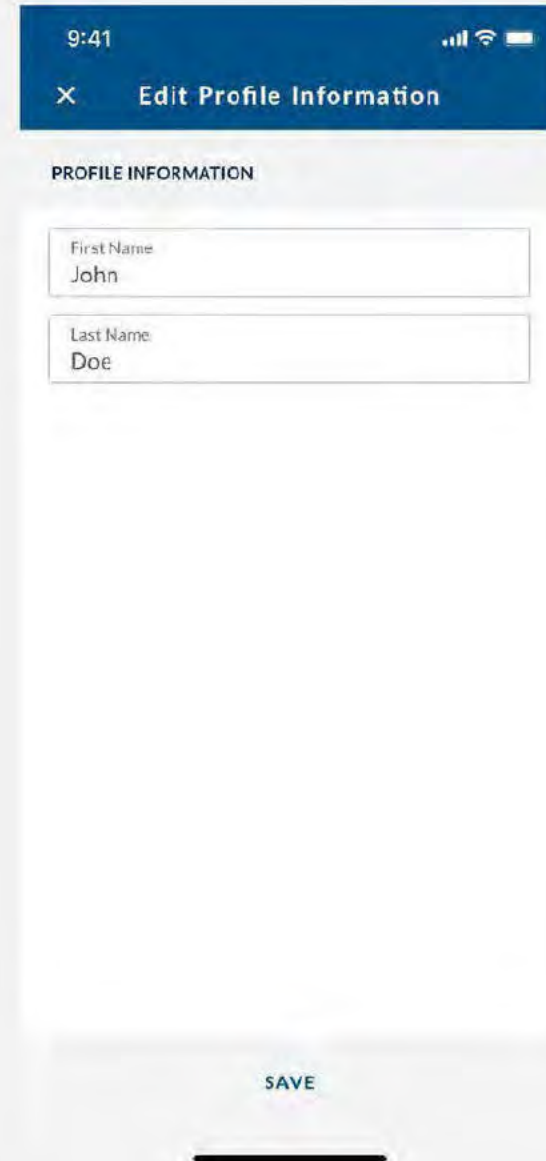 9:41
× Edit Profile Information
PROFILE INFORMATION
First Name
John
Last Name
Doe
SAVE